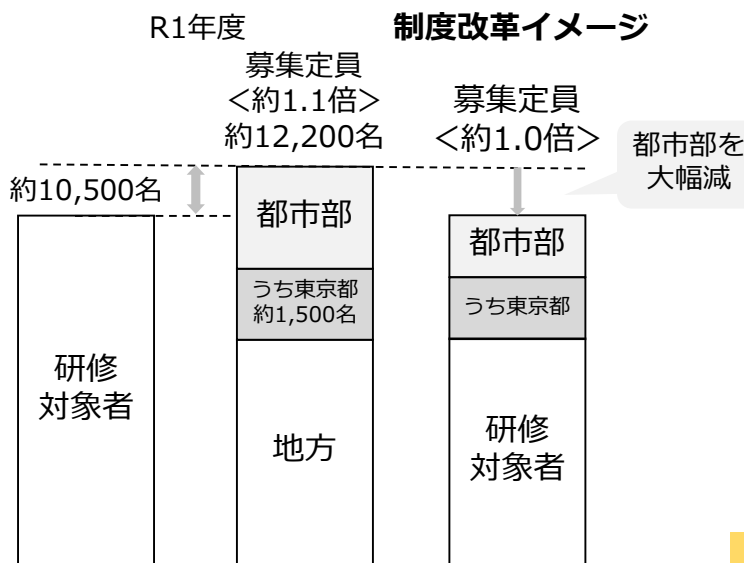 R1年度
制度改革イメージ
募集定員
<約1.1倍>
約12,200名
募集定員
<約1.0倍>
都市部を
大幅減
約10,500名
都市部
都市部
うち東京都
約1,500名
うち東京都
研修
対象者
地方
研修
対象者